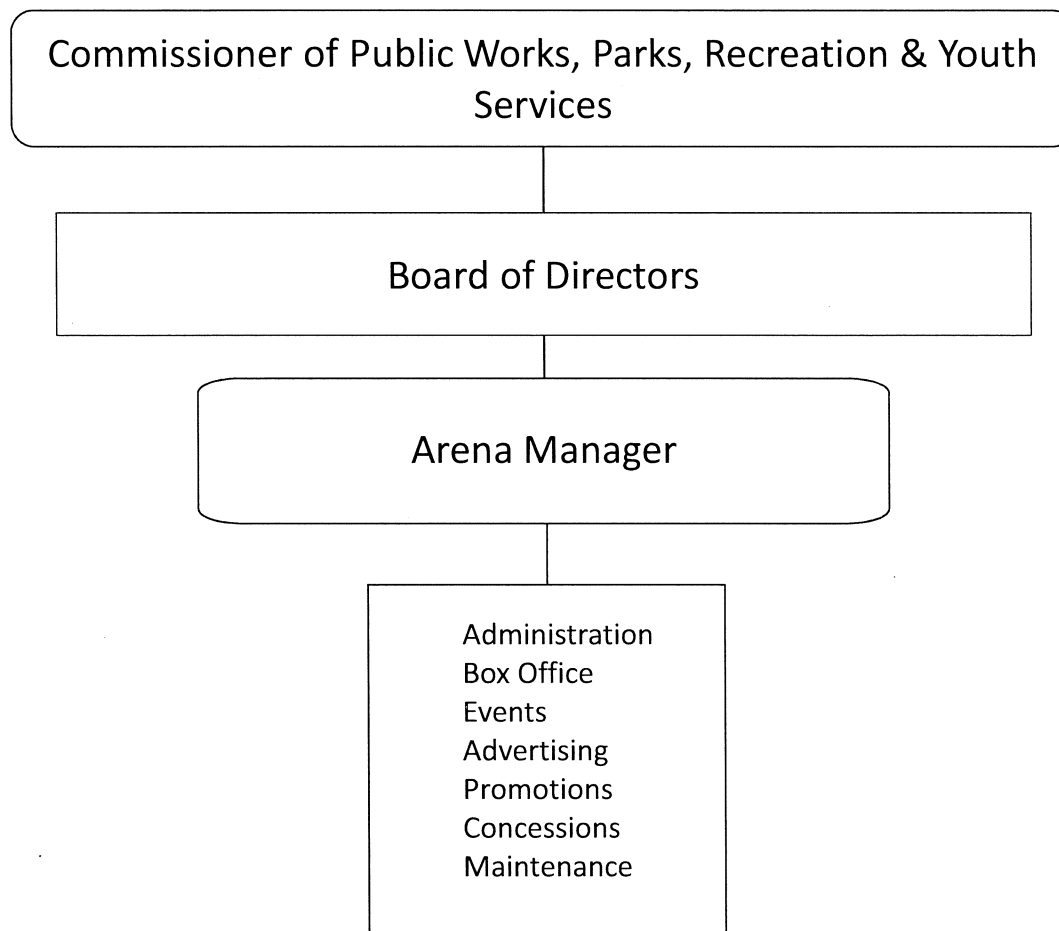 Commissioner of Public Works, Parks, Recreation & Youth
Services
Board of Directors
Arena Manager
Administration
Box Office
Events
Advertising
Promotions
Concessions
Maintenance